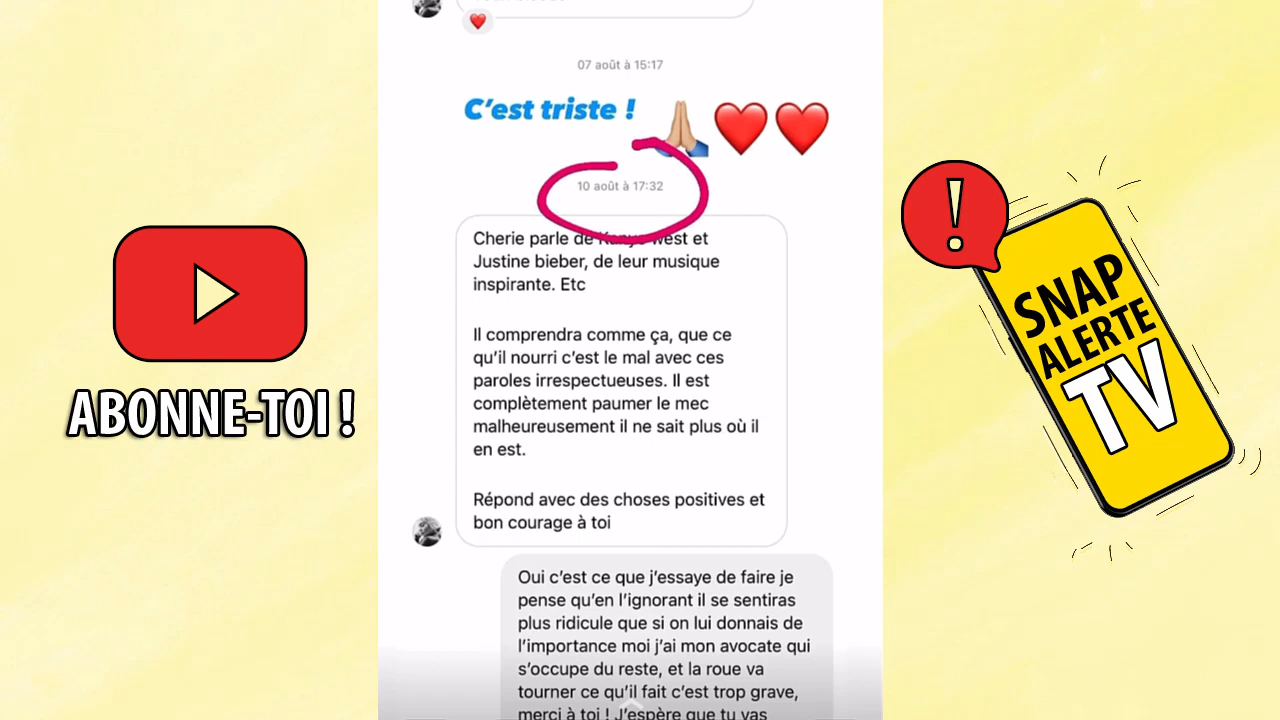 07 août à 15:17
C'est triste !
10 août à 17:32
Cherie parle de Kanye west et
Justine bieber, de leur musique
inspirante. Etc
Il comprendra comme ça, que ce
qu'il nourri c'est le mal avec ces
paroles irrespectueuses. Il est
complètement paumer le mec
malheureusement il ne sait plus où il
en est.
Répond avec des choses positives et
bon courage à toi
Oui c'est ce que j'essaye de faire je
pense qu'en l'ignorant il se sentiras
plus ridicule que si on lui donnais de
l'importance moi j'ai mon avocate qui
s'occupe du reste, et la roue va
tourner ce qu'il fait c'est trop grave,
merci à toi ! J'espère que tu vas
ABONNE-TOI !
SNAP
ALERTE
TV